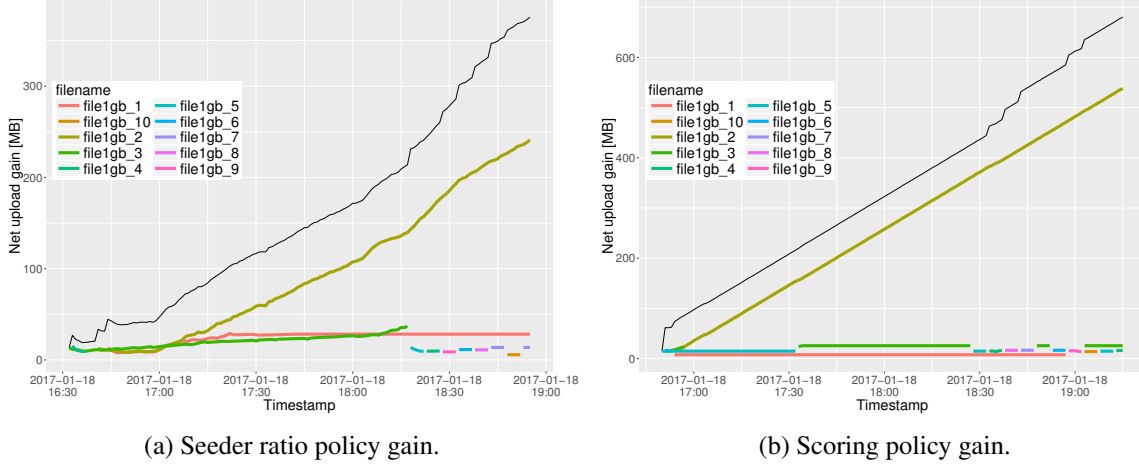 Net upload gain [MB]
300
200
100
0
filename
file1gb_1 file1gb_5
file1gb_10 file1gb_6
file1gb_2 file1gb_7
file1gb_3 file1gb_8
file1gb_4 file1gb_9
2017-01-18 2017-01-18 2017-01-18 2017-01-18 2017-01-18 2017-01-18
16:30 17:00 17:30 18:00 18:30 19:00
Timestamp
(a) Seeder ratio policy gain.
Net upload gain [MB]
600
400
200
0
filename
file1gb_1 file1gb_5
file1gb_10 file1gb_6
file1gb_2 file1gb_7
file1gb_3 file1gb_8
file1gb_4 file1gb_9
2017-01-18 2017-01-18 2017-01-18 2017-01-18 2017-01-18
17:00 17:30 18:00 18:30 19:00
Timestamp
(b) Scoring policy gain.